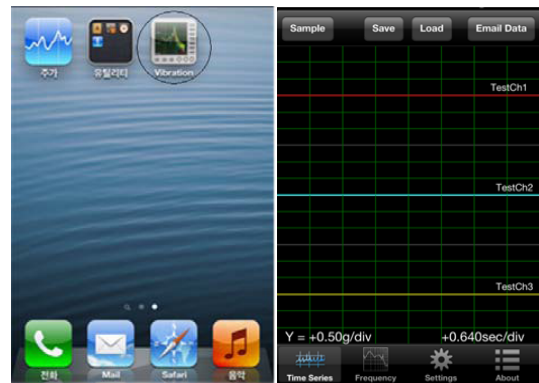 주가
유틸리티
Vibration
전화
Mail
Safari
음악
Sample
Save
Load
Email Data
TestCh1
TestCh2
TestCh3
Y = +0.50g/div
+0.640sec/div
Time Series
Frequency
Settings
About